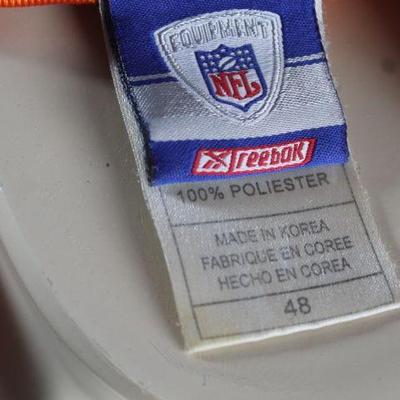 EQUIPMENT
NFL
Reebok
100% POLIESTER
MADE IN KOREA
FABRIQUE EN COREE
HECHO EN COREA
48